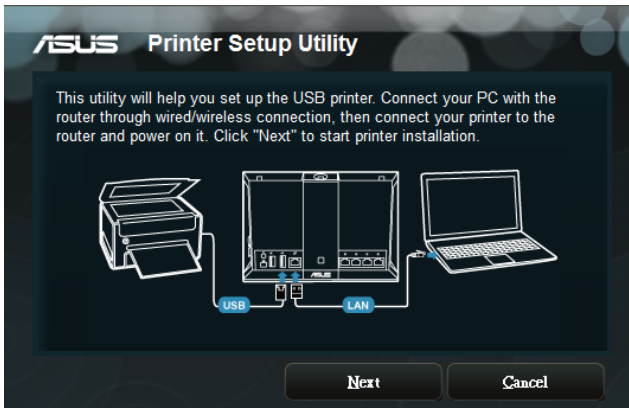 ASUS Printer Setup Utility
This utility will help you set up the USB printer. Connect your PC with the
router through wired/wireless connection, then connect your printer to the
router and power on it. Click "Next" to start printer installation.
ASUS
USB
LAN
Next
Cancel